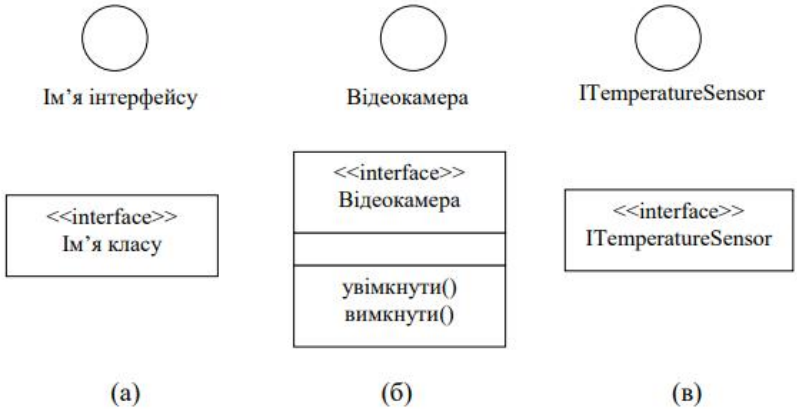 Ім’я інтерфейсу
Відеокамера
ITemperatureSensor
<<interface>>
Ім’я класу
<<interface>>
Відеокамера
увімкнути()
вимкнути()
<<interface>>
ITemperatureSensor
(а)
(б)
(в)